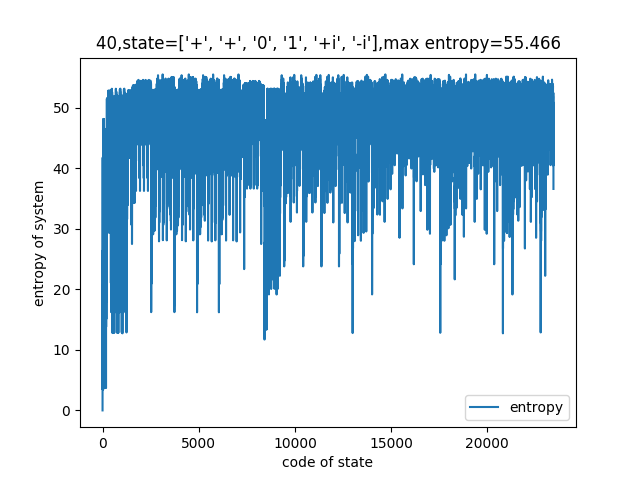 40,state=['+', '+', '0', '1', '+i', '-i'],max entropy=55.466
entropy of system
50
40
30
20
10
0
entropy
0 5000 10000 15000 20000
code of state